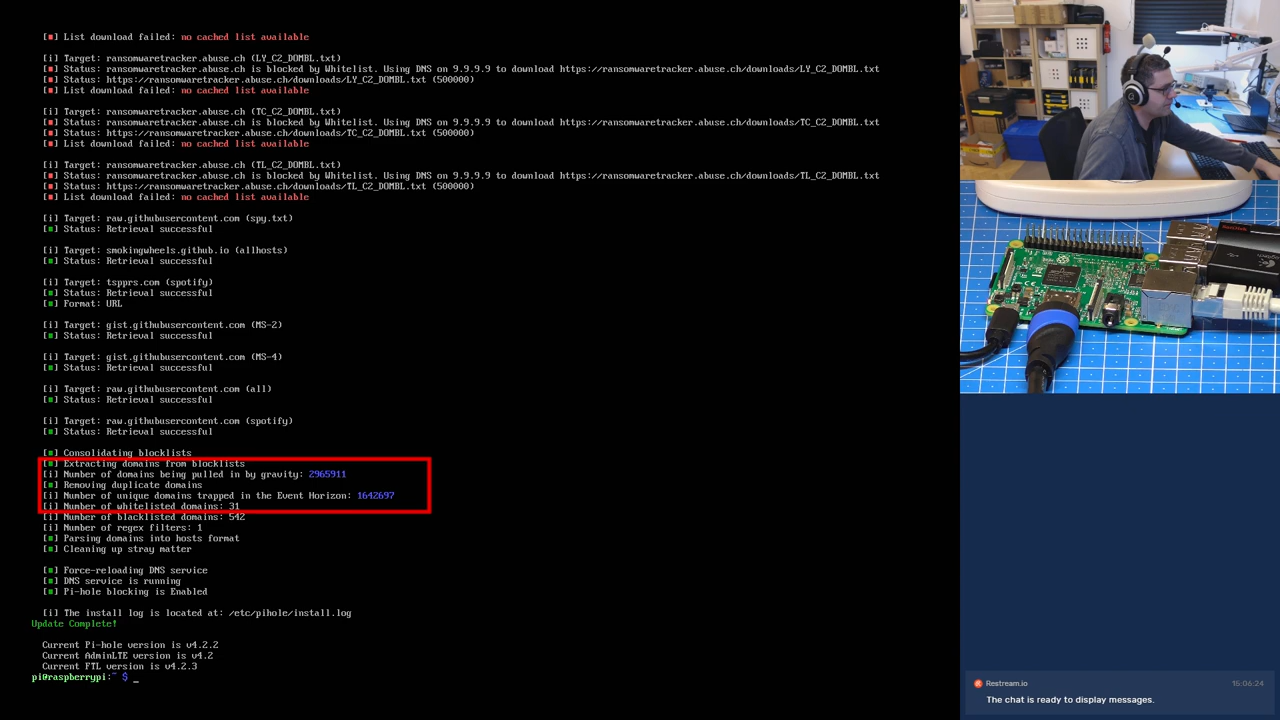 [■] List download failed: no cached list available
[i] Target: ransomwaretracker.abuse.ch (LY_C2_DOMBL.txt)
[■] Status: ransomwaretracker.abuse.ch is blocked by Whitelist. Using DNS on 9.9.9.9 to download https://ransomwaretracker.abuse.ch/downloads/LY_C2_DOMBL.txt
[■] Status: https://ransomwaretracker.abuse.ch/downloads/LY_C2_DOMBL.txt (500000)
[■] List download failed: no cached list available
[i] Target: ransomwaretracker.abuse.ch (TC_C2_DOMBL.txt)
[■] Status: ransomwaretracker.abuse.ch is blocked by Whitelist. Using DNS on 9.9.9.9 to download https://ransomwaretracker.abuse.ch/downloads/TC_C2_DOMBL.txt
[■] Status: https://ransomwaretracker.abuse.ch/downloads/TC_C2_DOMBL.txt (500000)
[■] List download failed: no cached list available
[i] Target: ransomwaretracker.abuse.ch (TL_C2_DOMBL.txt)
[■] Status: ransomwaretracker.abuse.ch is blocked by Whitelist. Using DNS on 9.9.9.9 to download https://ransomwaretracker.abuse.ch/downloads/TL_C2_DOMBL.txt
[■] Status: https://ransomwaretracker.abuse.ch/downloads/TL_C2_DOMBL.txt (500000)
[■] List download failed: no cached list available
[i] Target: raw.githubusercontent.com (spy.txt)
[■] Status: Retrieval successful
[i] Target: smokingwheels.github.io (allhosts)
[■] Status: Retrieval successful
[i] Target: tspprs.com (spotify)
[■] Status: Retrieval successful
[■] Format: URL
[i] Target: gist.githubusercontent.com (MS-2)
[■] Status: Retrieval successful
[i] Target: gist.githubusercontent.com (MS-4)
[■] Status: Retrieval successful
[i] Target: raw.githubusercontent.com (all)
[■] Status: Retrieval successful
[i] Target: raw.githubusercontent.com (spotify)
[■] Status: Retrieval successful
[■] Consolidating blocklists
[■] Extracting domains from blocklists
[i] Number of domains being pulled in by gravity: 2965911
[■] Removing duplicate domains
[i] Number of unique domains trapped in the Event Horizon: 1642697
[i] Number of whitelisted domains: 31
[i] Number of blacklisted domains: 542
[i] Number of regex filters: 1
[■] Parsing domains into hosts format
[■] Cleaning up stray matter
[■] Force-reloading DNS service
[■] DNS service is running
[■] Pi-hole blocking is Enabled
[i] The install log is located at: /etc/pihole/install.log
Update Complete!
Current Pi-hole version is v4.2.2
Current AdminLTE version is v4.2
Current FTL version is v4.2.3
pi@raspberrypi:~ $ _
SanDisk
Logitech
Restream.io 15:06:24
The chat is ready to display messages.